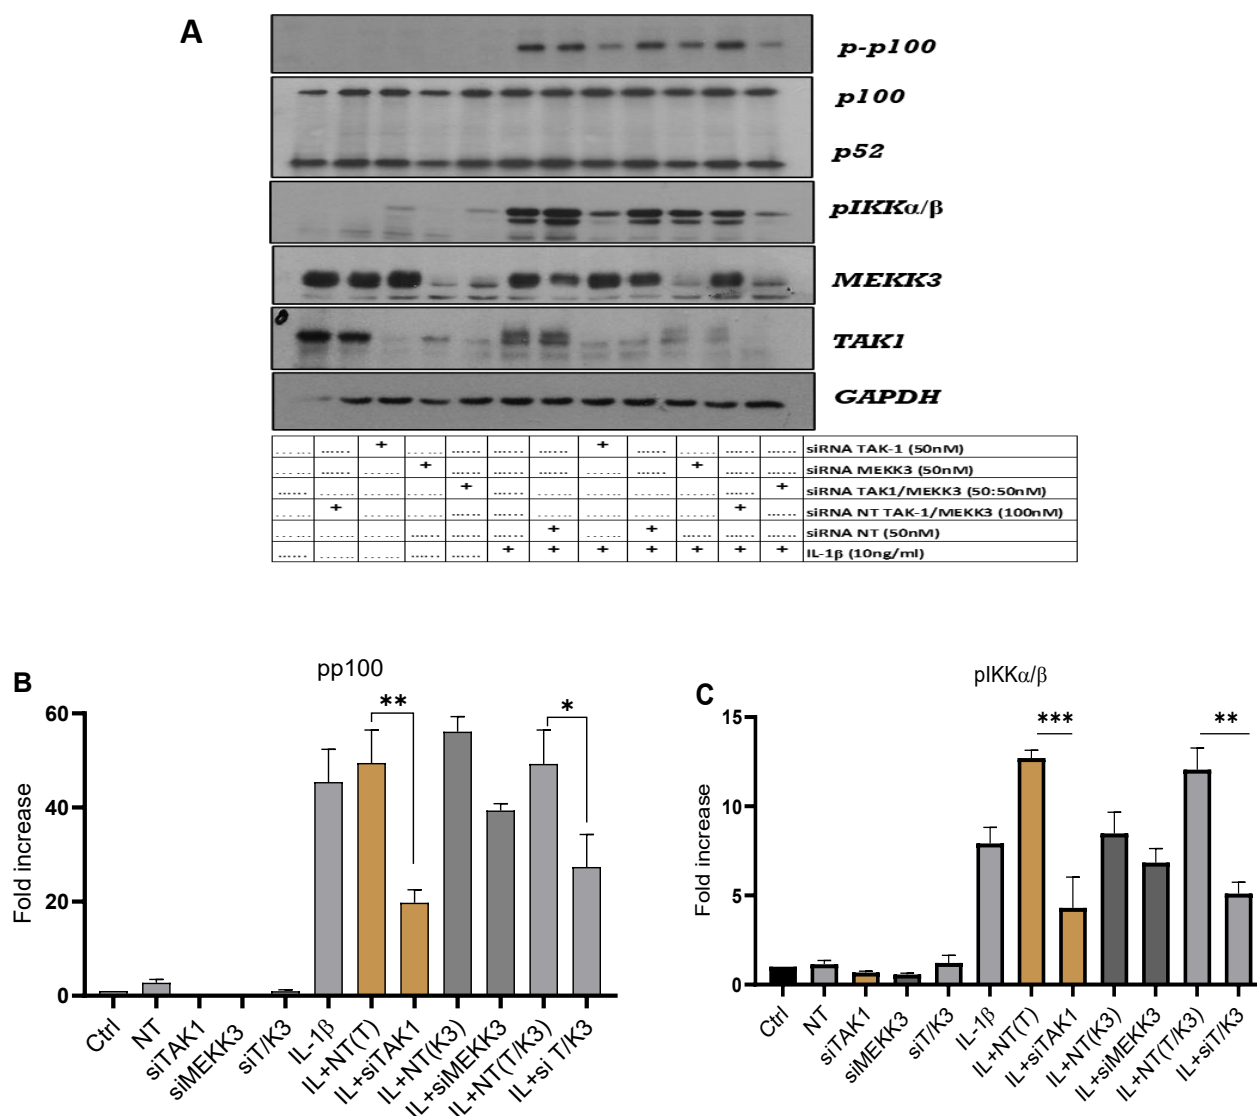 A
p-p100
p100
p52
pIKKα/β
MEKK3
TAK1
GAPDH
...... ...... + ...... ...... ...... ...... + ...... ...... ...... ...... siRNA TAK-1 (50nM)
...... ...... ...... + ...... ...... ...... ...... ...... + ...... ...... siRNA MEKK3 (50nM)
...... ...... ...... ...... + ...... ...... ...... ...... ...... ...... + siRNA TAK1/MEKK3 (50:50nM)
...... + ...... ...... ...... ...... ...... ...... ...... ...... + ...... siRNA NT TAK-1/MEKK3 (100nM)
...... ...... ...... ...... ...... ...... + ...... + ...... ...... ...... siRNA NT (50nM)
...... ...... ...... ...... ...... + + + + + + + IL-1β (10ng/ml)
B
pp100
Fold increase
60
40
20
0
**
*
Ctrl
NT
siTAK1
siMEKK3
siT/K3
IL-1β
IL+NT(T)
IL+siTAK1
IL+NT(K3)
IL+siMEKK3
IL+NT(T/K3)
IL+si T/K3
C
pIKKα/β
Fold increase
15
10
5
0
***
**
Ctrl
NT
siTAK1
siMEKK3
siT/K3
IL-1β
IL+NT(T)
IL+siTAK1
IL+NT(K3)
IL+siMEKK3
IL+NT(T/K3)
IL+siT/K3